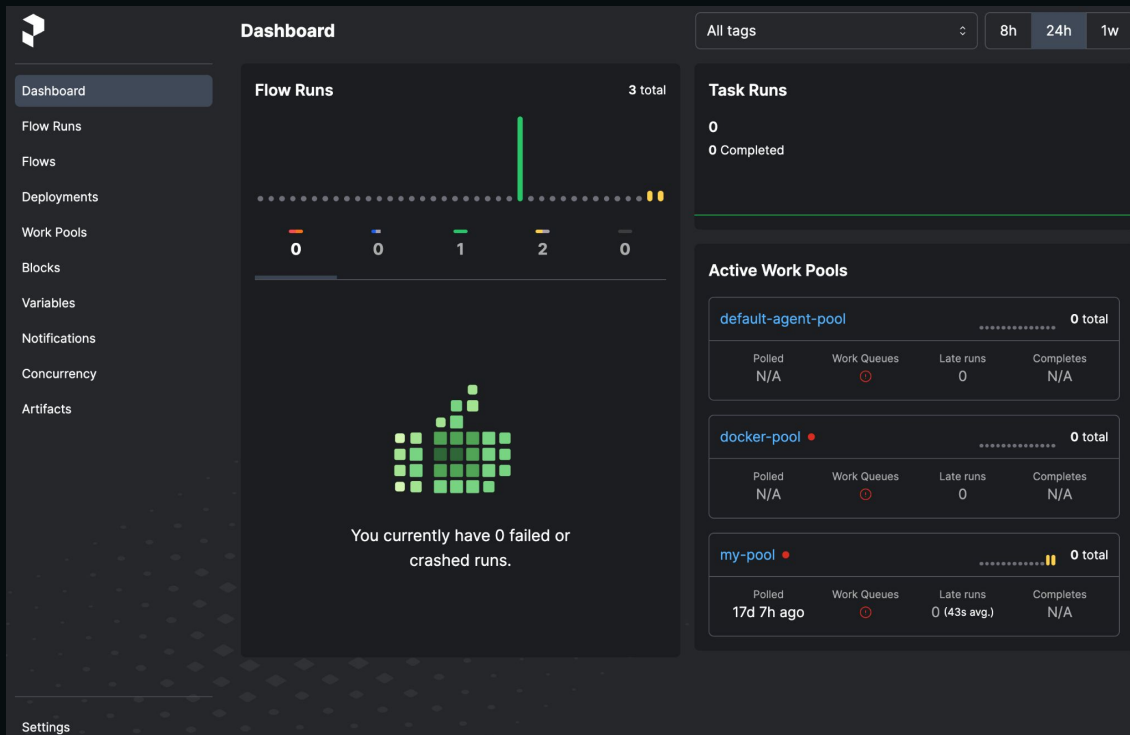 Dashboard
All tags
8h 24h 1w
Dashboard
Flow Runs
Flows
Deployments
Work Pools
Blocks
Variables
Notifications
Concurrency
Artifacts
Settings
Flow Runs 3 total
0 0 1 2 0
You currently have 0 failed or
crashed runs.
Task Runs
0
0 Completed
Active Work Pools
default-agent-pool 0 total
Polled Work Queues Late runs Completes
N/A 0 N/A
docker-pool 0 total
Polled Work Queues Late runs Completes
N/A 0 N/A
my-pool 0 total
Polled Work Queues Late runs Completes
17d 7h ago 0 (43s avg.) N/A